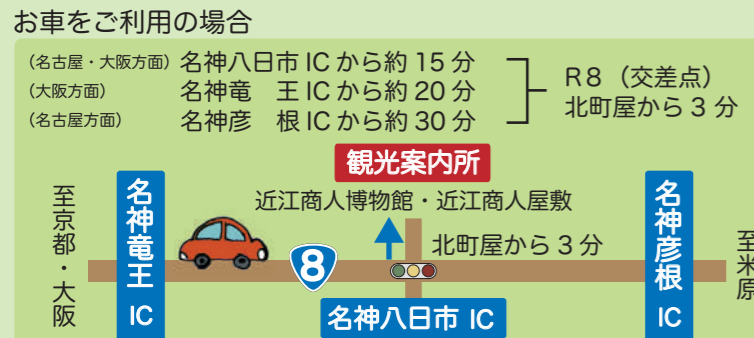 お車をご利用の場合
（名古屋・大阪方面）名神八日市 IC から約 15 分
（大阪方面）　名神竜　王 IC から約 20 分
（名古屋方面）　名神彦　根 IC から約 30 分
R8（交差点）
北町屋から 3 分
観光案内所
近江商人博物館・近江商人屋敷
至京都・大阪
名神竜王 IC
8
北町屋から 3 分
名神八日市 IC
名神彦根 IC
至米原